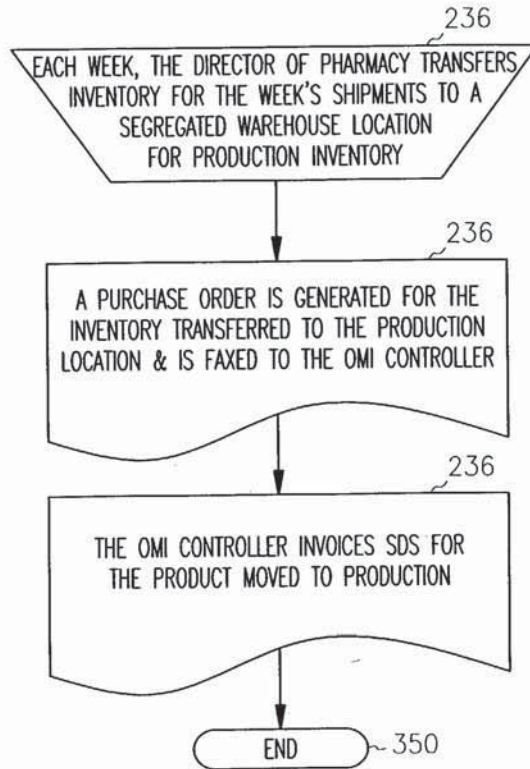 236
EACH WEEK, THE DIRECTOR OF PHARMACY TRANSFERS
INVENTORY FOR THE WEEK'S SHIPMENTS TO A
SEGREGATED WAREHOUSE LOCATION
FOR PRODUCTION INVENTORY
236
A PURCHASE ORDER IS GENERATED FOR THE
INVENTORY TRANSFERRED TO THE PRODUCTION
LOCATION & IS FAXED TO THE OMI CONTROLLER
236
THE OMI CONTROLLER INVOICES SDS FOR
THE PRODUCT MOVED TO PRODUCTION
END 350